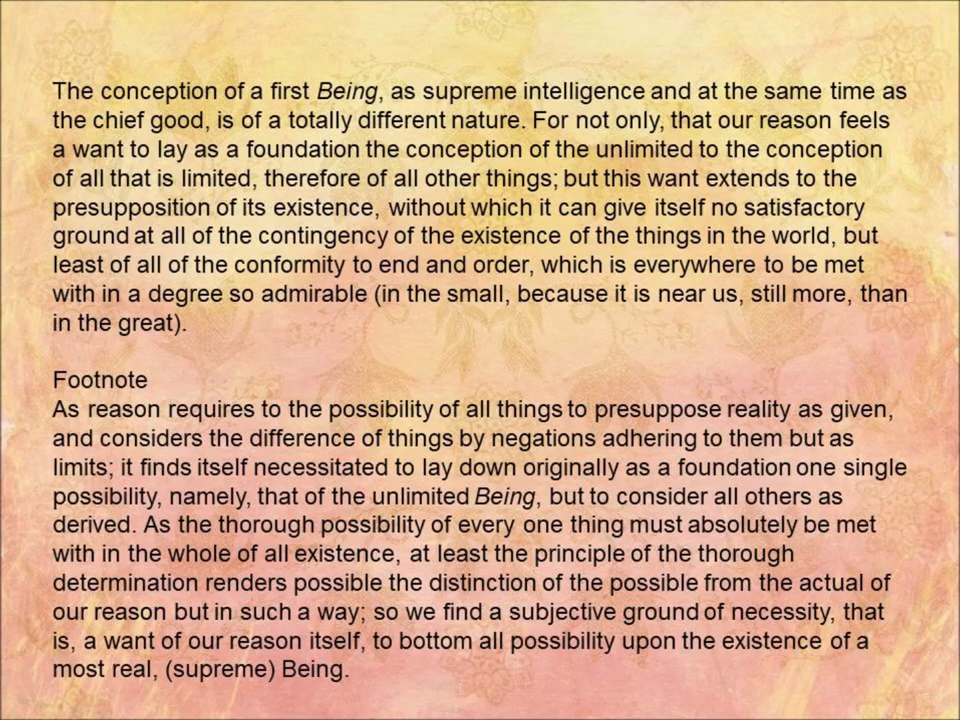 The conception of a first Being, as supreme intelligence and at the same time as
the chief good, is of a totally different nature. For not only, that our reason feels
a want to lay as a foundation the conception of the unlimited to the conception
of all that is limited, therefore of all other things; but this want extends to the
presupposition of its existence, without which it can give itself no satisfactory
ground at all of the contingency of the existence of the things in the world, but
least of all of the conformity to end and order, which is everywhere to be met
with in a degree so admirable (in the small, because it is near us, still more, than
in the great).
Footnote
As reason requires to the possibility of all things to presuppose reality as given,
and considers the difference of things by negations adhering to them but as
limits; it finds itself necessitated to lay down originally as a foundation one single
possibility, namely, that of the unlimited Being, but to consider all others as
derived. As the thorough possibility of every one thing must absolutely be met
with in the whole of all existence, at least the principle of the thorough
determination renders possible the distinction of the possible from the actual of
our reason but in such a way; so we find a subjective ground of necessity, that
is, a want of our reason itself, to bottom all possibility upon the existence of a
most real, (supreme) Being.